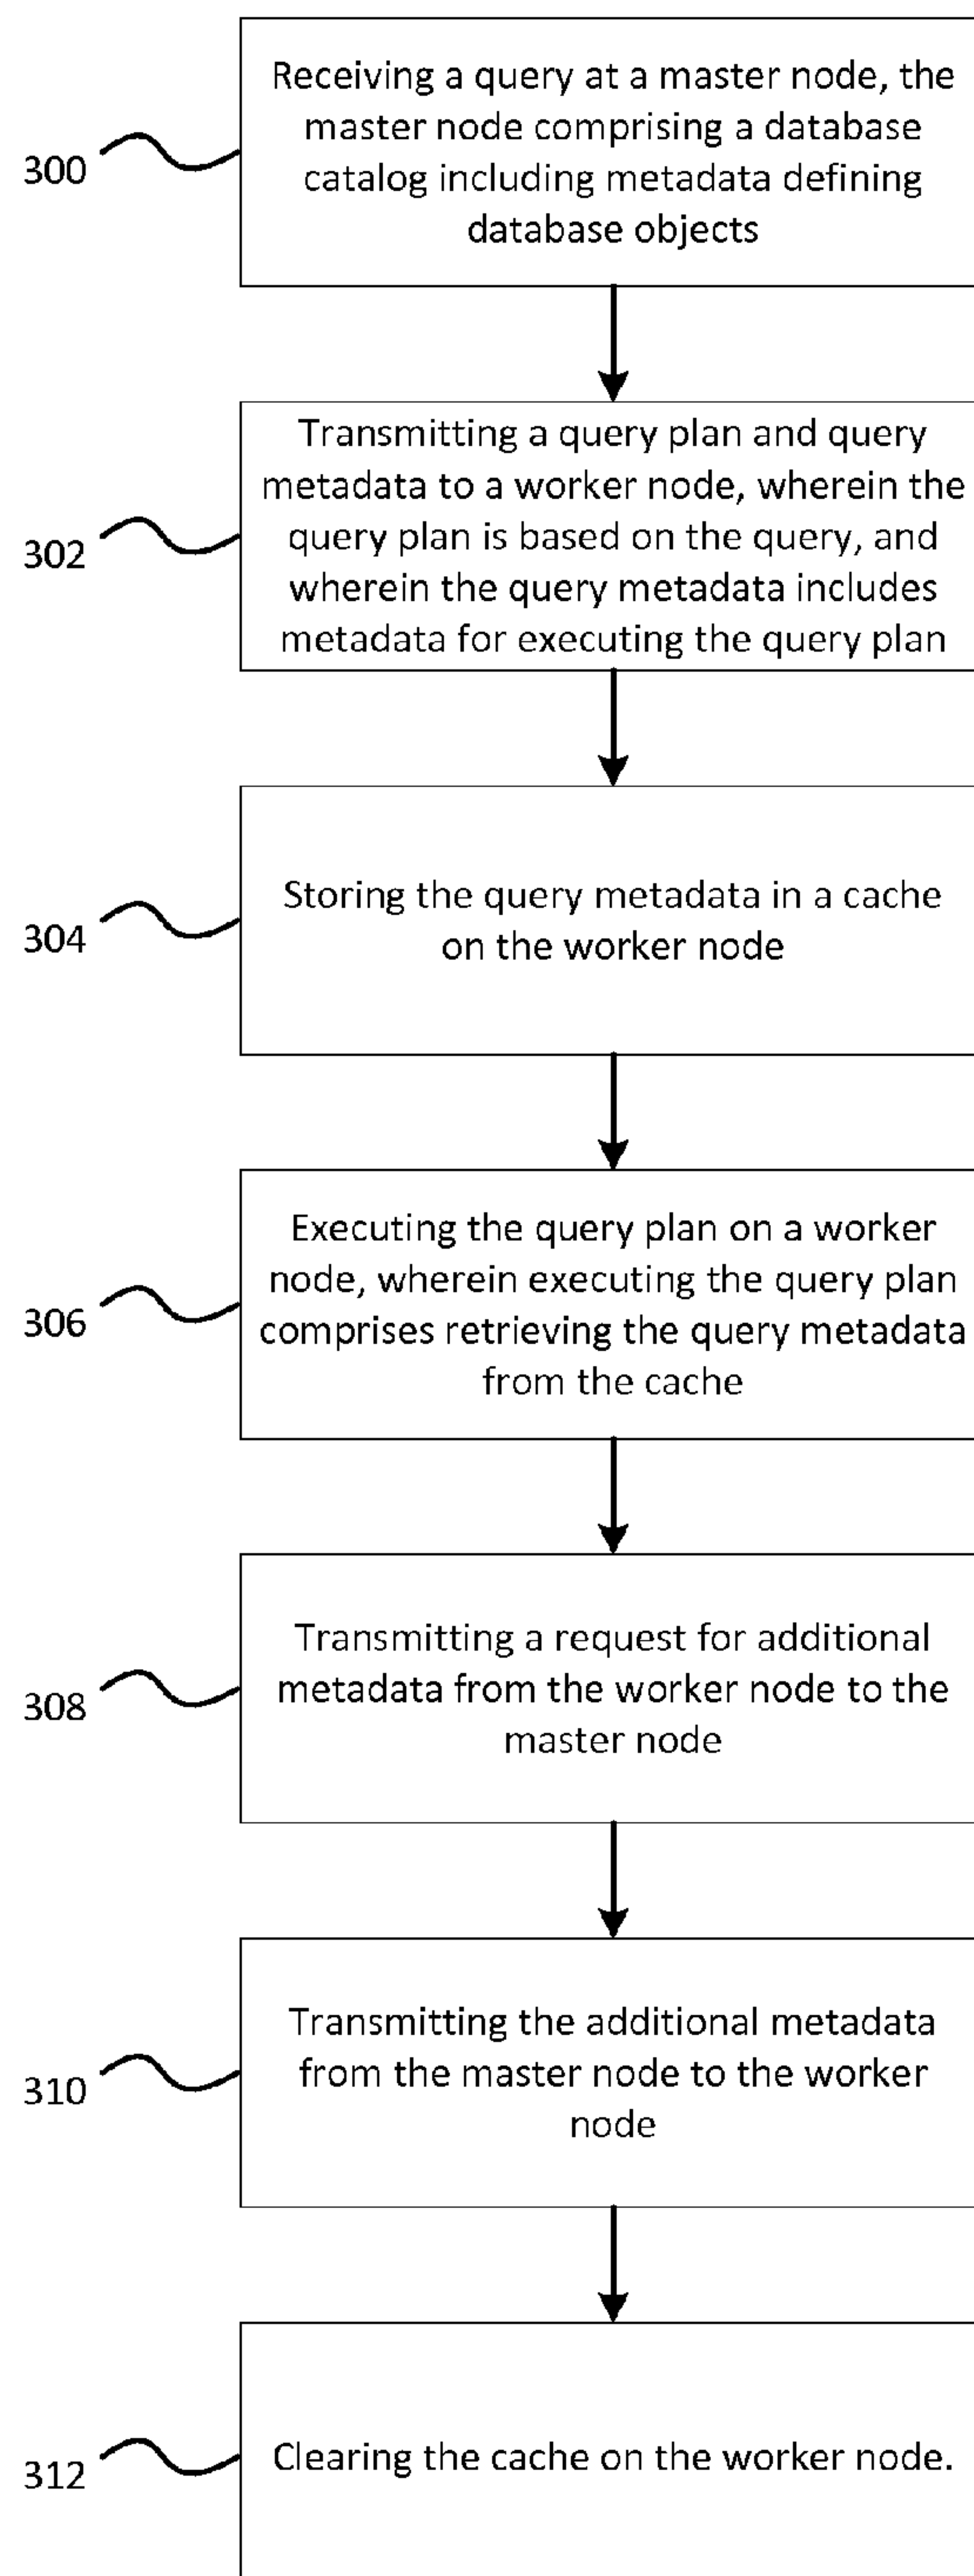 Receiving a query at a master node, the
master node comprising a database
catalog including metadata defining
database objects
300
Transmitting a query plan and query
metadata to a worker node, wherein the
query plan is based on the query, and
wherein the query metadata includes
metadata for executing the query plan
302
Storing the query metadata in a cache
on the worker node
304
Executing the query plan on a worker
node, wherein executing the query plan
comprises retrieving the query metadata
from the cache
306
Transmitting a request for additional
metadata from the worker node to the
master node
308
Transmitting the additional metadata
from the master node to the worker
node
310
Clearing the cache on the worker node.
312